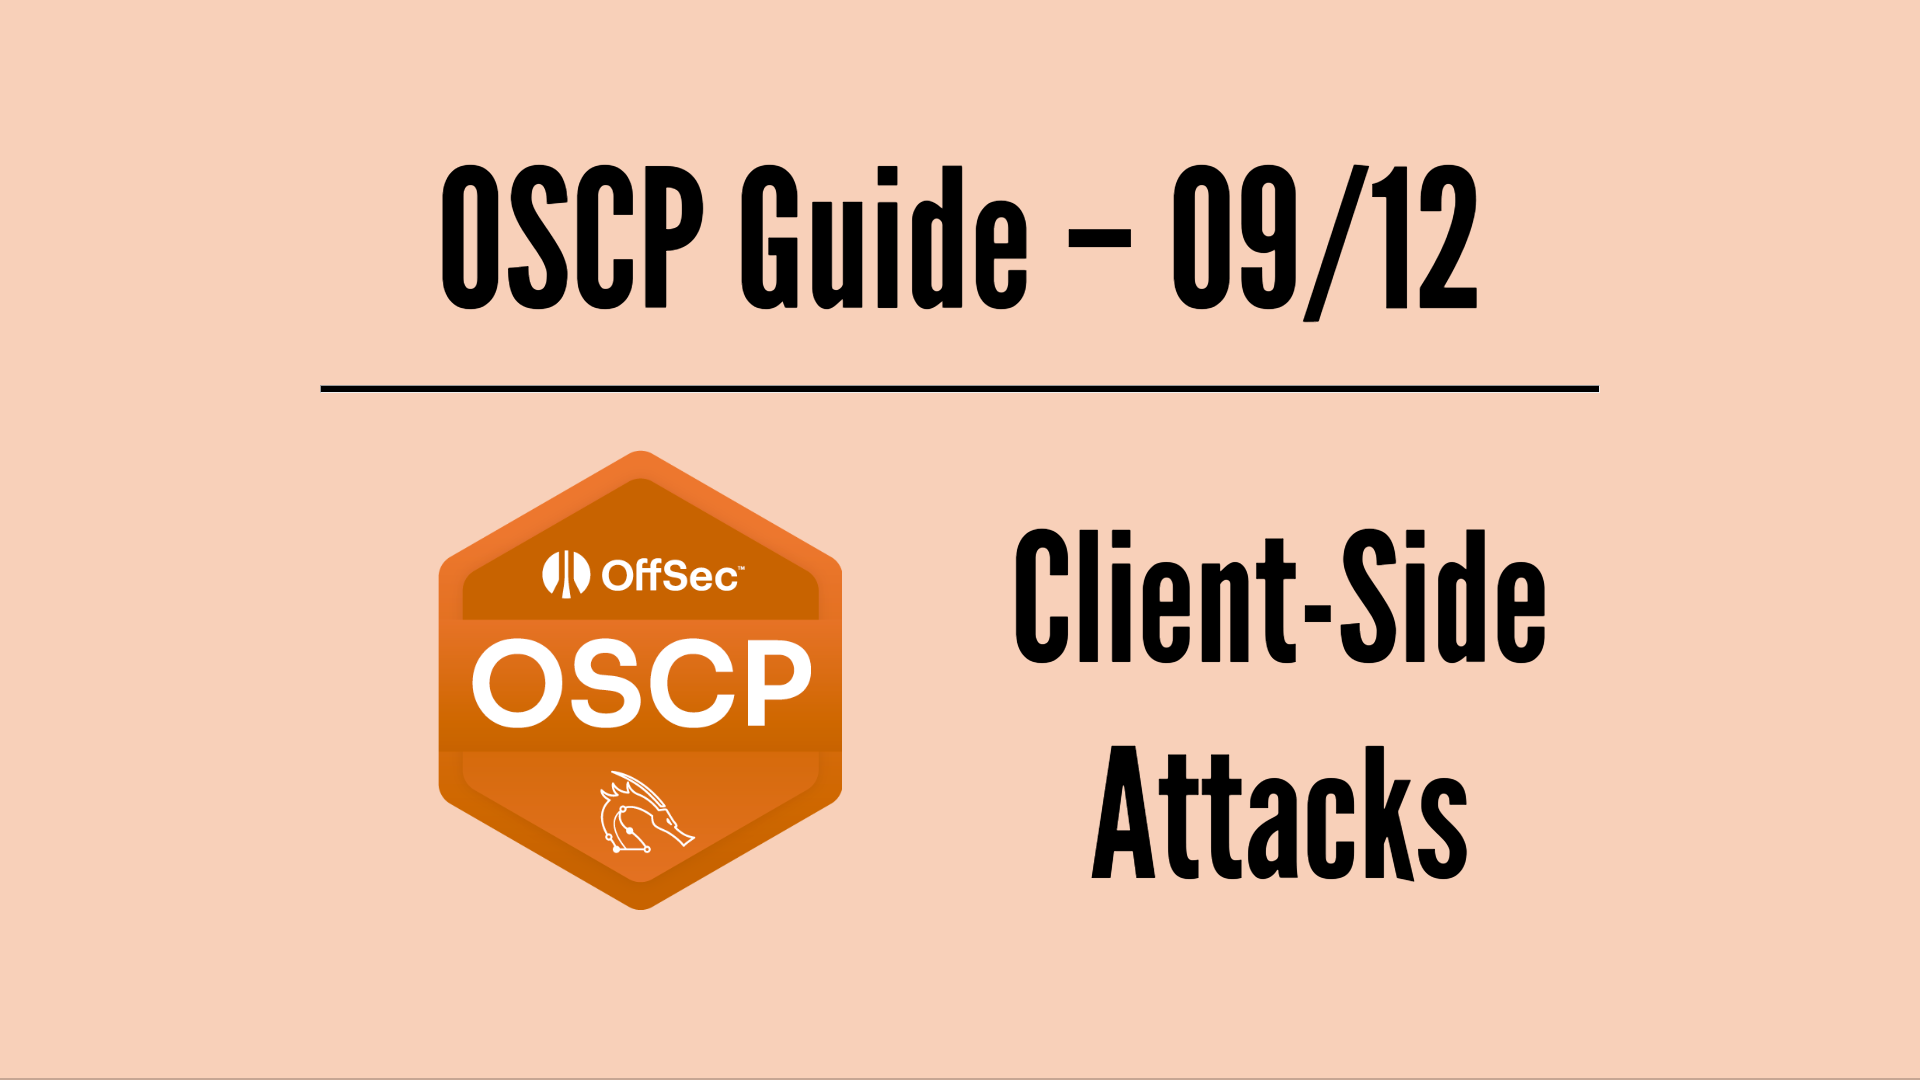 OSCP Guide – 09/12
OffSec™
OSCP
Client-Side
Attacks